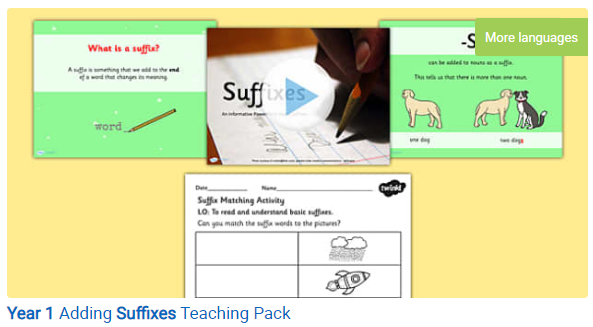 More languages
What is a suffix?
A suffix is something that we add to the end
of a word that changes its meaning.
word
Suffixes
-S
can be added to nouns as a suffix.
This tells us that there is more than one noun.
one dog
two dogs
Date
Name
twinkl
Suffix Matching Activity
LO: To read and understand basic suffixes.
Can you match the suffix words to the pictures?
Year 1 Adding Suffixes Teaching Pack